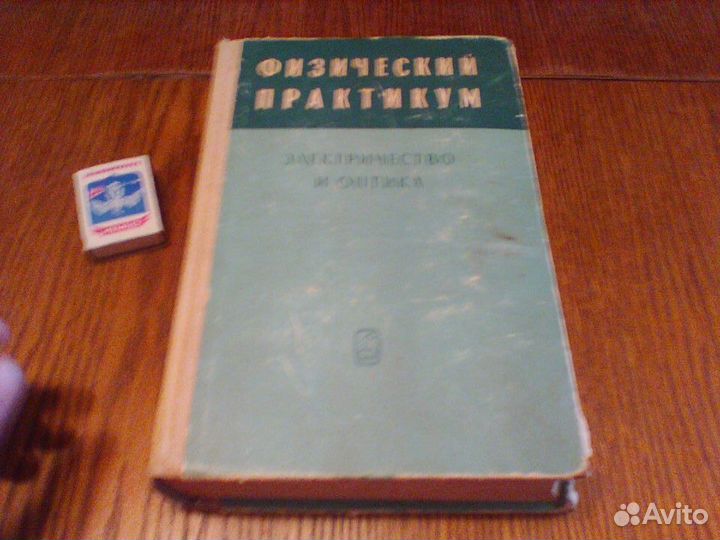 ФИЗИЧЕСКИЙ
ПРАКТИКУМ
ЭЛЕКТРИЧЕСТВО
И ОПТИКА
Avito